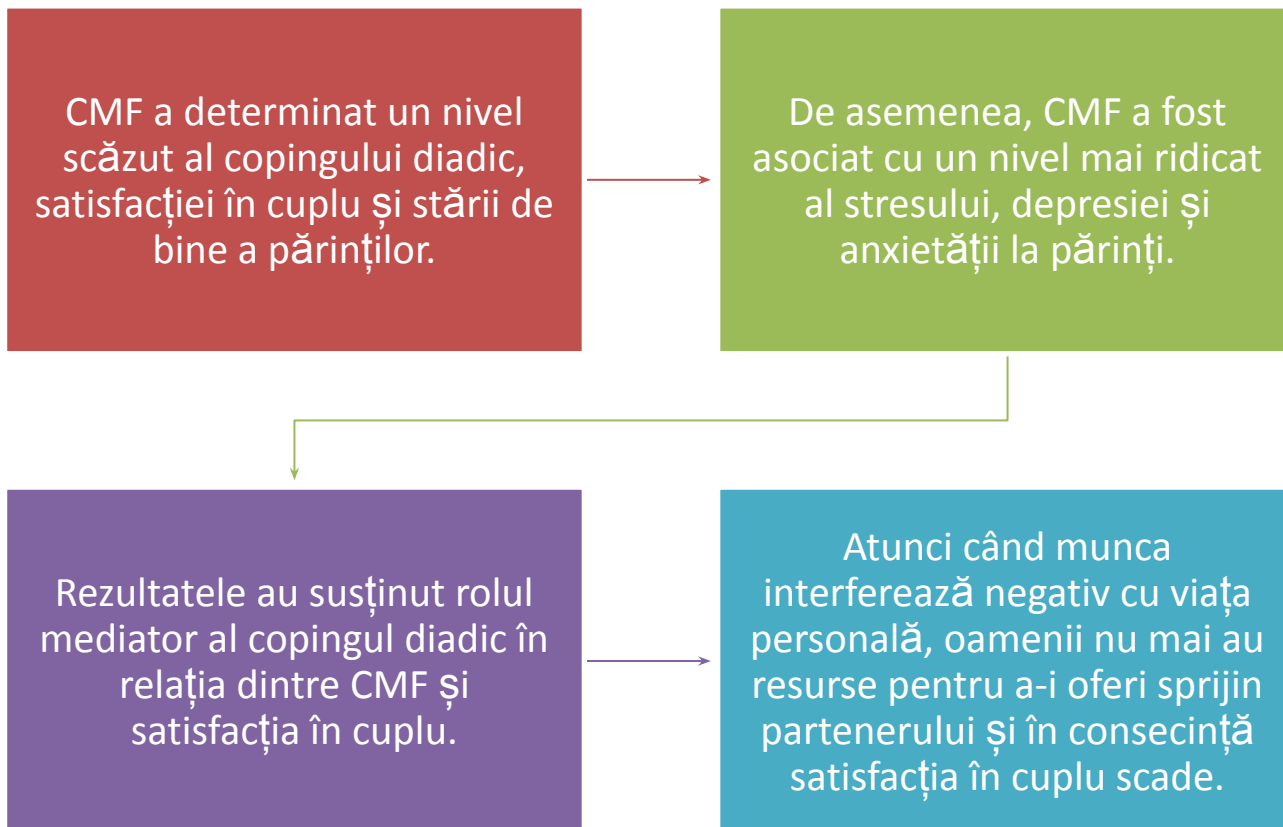 CMF a determinat un nivel
scăzut al copingului diadic,
satisfacției în cuplu și stării de
bine a părinților.
De asemenea, CMF a fost
asociat cu un nivel mai ridicat
al stresului, depresiei și
anxietății la părinți.
Rezultatele au susținut rolul
mediator al copingul diadic în
relația dintre CMF și
satisfacția în cuplu.
Atunci când munca
interferează negativ cu viața
personală, oamenii nu mai au
resurse pentru a-i oferi sprijin
partenerului și în consecință
satisfacția în cuplu scade.